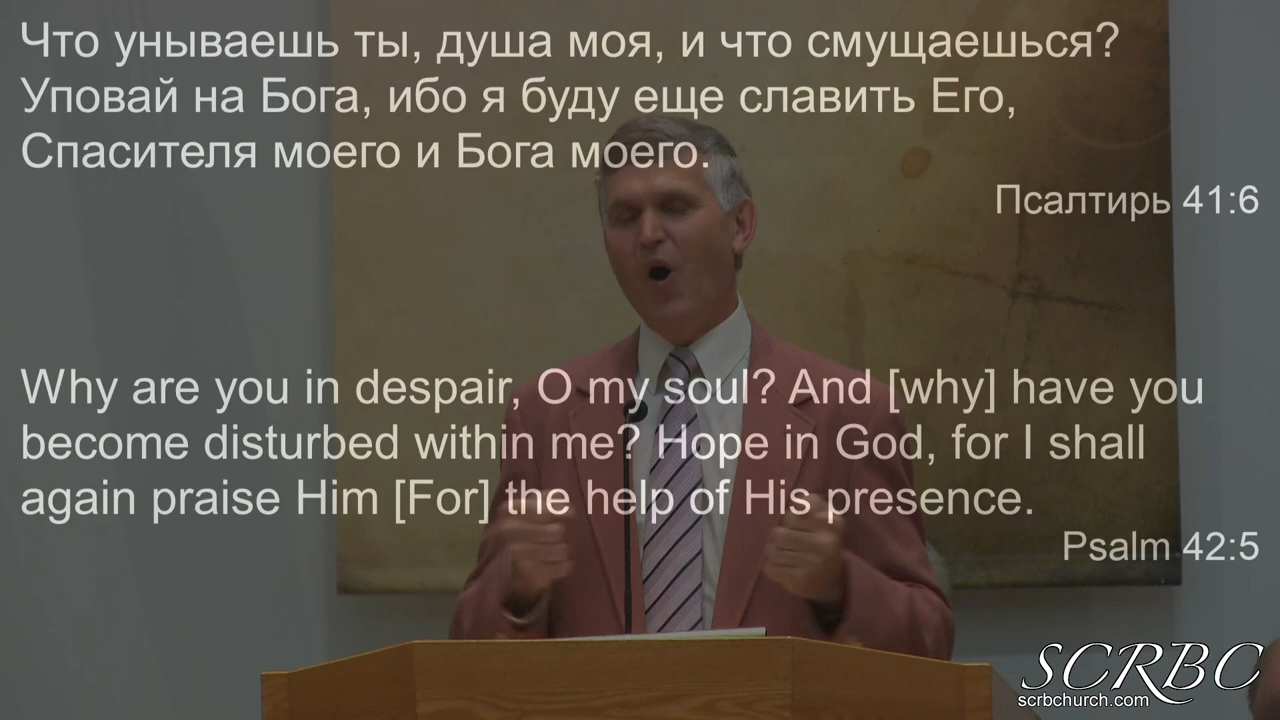 Что унываешь ты, душа моя, и что смущаешься?
Уповай на Бога, ибо я буду еще славить Его,
Спасителя моего и Бога моего.
Псалтирь 41:6
Why are you in despair, O my soul? And [why] have you
become disturbed within me? Hope in God, for I shall
again praise Him [For] the help of His presence.
Psalm 42:5
SCRBC
scrbchurch.com